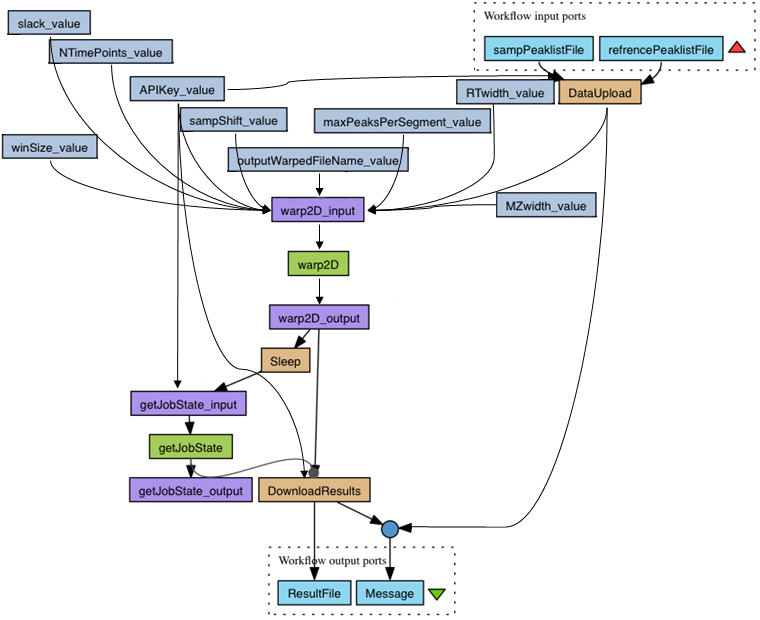 slack_value
Workflow input ports
NTimePoints_value
sampPeaklistFile
refrencePeaklistFile
APIKey_value
RTwidth_value
DataUpload
sampShift_value
maxPeaksPerSegment_value
winSize_value
outputWarpedFileName_value
MZwidth_value
warp2D_input
warp2D
warp2D_output
Sleep
getJobState_input
getJobState
getJobState_output
DownloadResults
Workflow output ports
ResultFile
Message